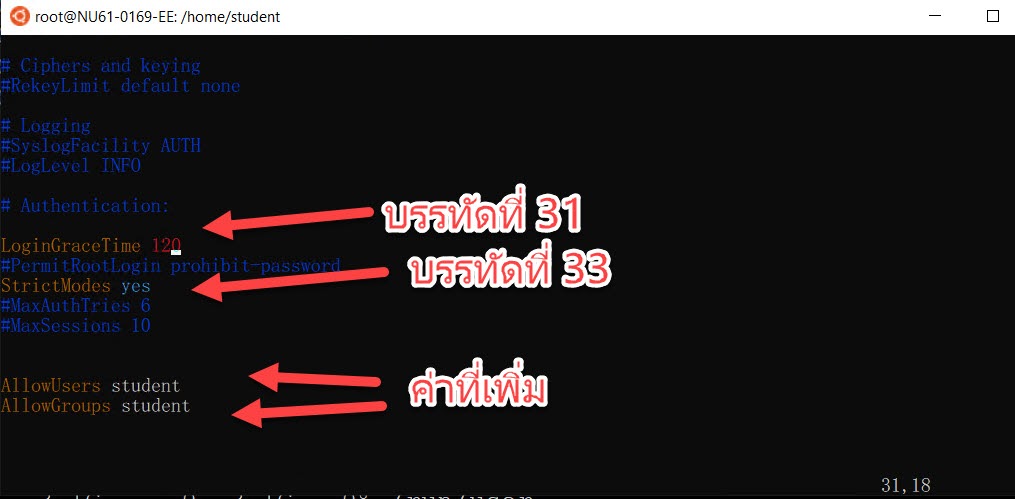 root@NU61-0169-EE: /home/student
# Ciphers and keying
#RekeyLimit default none
# Logging
#SyslogFacility AUTH
#LogLevel INFO
# Authentication:
บรรทัดที่ 31
LoginGraceTime 120
#PermitRootLogin prohibit-password
บรรทัดที่ 33
StrictModes yes
#MaxAuthTries 6
#MaxSessions 10
AllowUsers student
ค่าที่เพิ่ม
AllowGroups student
31,18